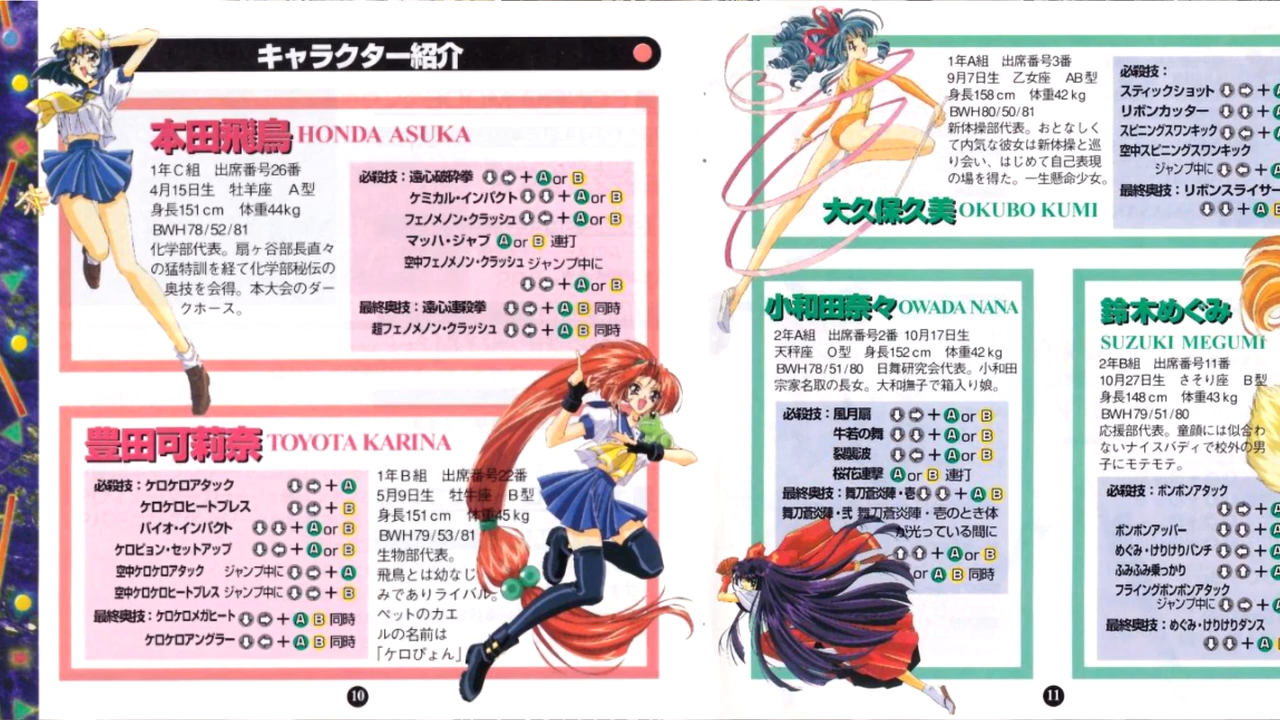 キャラクター紹介
本田飛鳥 HONDA ASUKA
1年C組 出席番号26番
4月15日生 牡羊座 A型
身長151cm 体重44kg
BWH78/52/81
化学部代表。扇ヶ谷部長直々
の猛特訓を経て化学部秘伝の
奥技を会得。本大会のダー
クホース。
必殺技：遠心破砕拳 ⇩⇨+AorB
ケミカル・インパクト⇩⇩+AorB
フェノメノン・クラッシュ⇩⇦+AorB
マッハ・ジャブ AorB 連打
空中フェノメノン・クラッシュ ジャンプ中に
⇩⇦+AorB
最終奥技：遠心連殺拳 ⇩⇨+AB同時
超フェノメノン・クラッシュ ⇩⇦+AB同時
豊田可莉奈 TOYOTA KARINA
必殺技：ケロケロアタック ⇩⇨+A
ケロケロヒートプレス ⇩⇨+B
バイオ・インパクト ⇩⇩+AorB
ケロピョン・セットアップ ⇩⇦+AorB
空中ケロケロアタック ジャンプ中に⇩⇨+A
空中ケロケロヒートプレス ジャンプ中に⇩⇨+B
最終奥技：ケロケロメガヒート⇩⇨+AB同時
ケロケロアングラー⇩⇦+AB同時
1年B組 出席番号22番
5月9日生 牡牛座 B型
身長151cm 体重45kg
BWH79/53/81
生物部代表。
飛鳥とは幼なじ
みでありライバル。
ペットのカエ
ルの名前は
「ケロぴょん」
10
1年A組 出席番号3番
9月7日生 乙女座 AB型
身長158cm 体重42kg
BWH80/50/81
新体操部代表。おとなしく
て内気な彼女は新体操と巡
り会い、はじめて自己表現
の場を得た。一生懸命少女。
大久保久美 OKUBO KUMI
必殺技：
スティックショット ⇩⇨+A
リボンカッター ⇩⇩+A
スピニングスワンキック ⇩⇦+A
空中スピニングスワンキック
ジャンプ中に⇩⇦+A
最終奥技：リボンスライサー
⇩⇩+AB
小和田奈々 OWADA NANA
2年A組 出席番号2番 10月17日生
天秤座 O型 身長152cm 体重42kg
BWH78/51/80 日舞研究会代表。小和田
宗家名取の長女。大和撫子で箱入り娘。
必殺技：風月扇 ⇩⇨+AorB
牛若の舞 ⇩⇩+AorB
裂襲波 ⇩⇦+AorB
桜花連撃 AorB 連打
最終奥技：舞刀蒼炎陣・壱⇩⇩+AB
舞刀蒼炎陣・弐 舞刀蒼炎陣・壱のとき体
が光っている間に
⇧⇧+AorB
or AB同時
鈴木めぐみ
SUZUKI MEGUMI
2年B組 出席番号11番
10月27日生 さそり座 B型
身長148cm 体重43kg
BWH79/51/80
応援部代表。童顔には似合わ
ないナイスバディで校外の男
子にモテモテ。
必殺技：ポンポンアタック
⇩⇨+A
ポンポンアッパー ⇩⇩+A
めぐみ・けりけりパンチ ⇩⇦+A
ふみふみ乗っかり ⇩⇧+A
フライングポンポンアタック
ジャンプ中に⇩⇨+A
最終奥技：めぐみ・けりけりダンス
⇩⇩+A
11